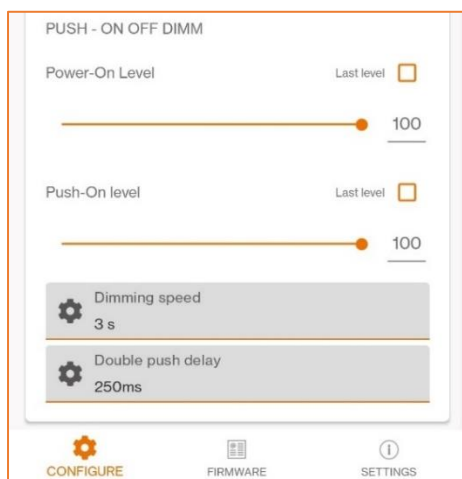 PUSH - ON OFF DIMM
Power-On Level Last level
100
Push-On level Last level
100
Dimming speed
3 s
Double push delay
250ms
CONFIGURE FIRMWARE SETTINGS